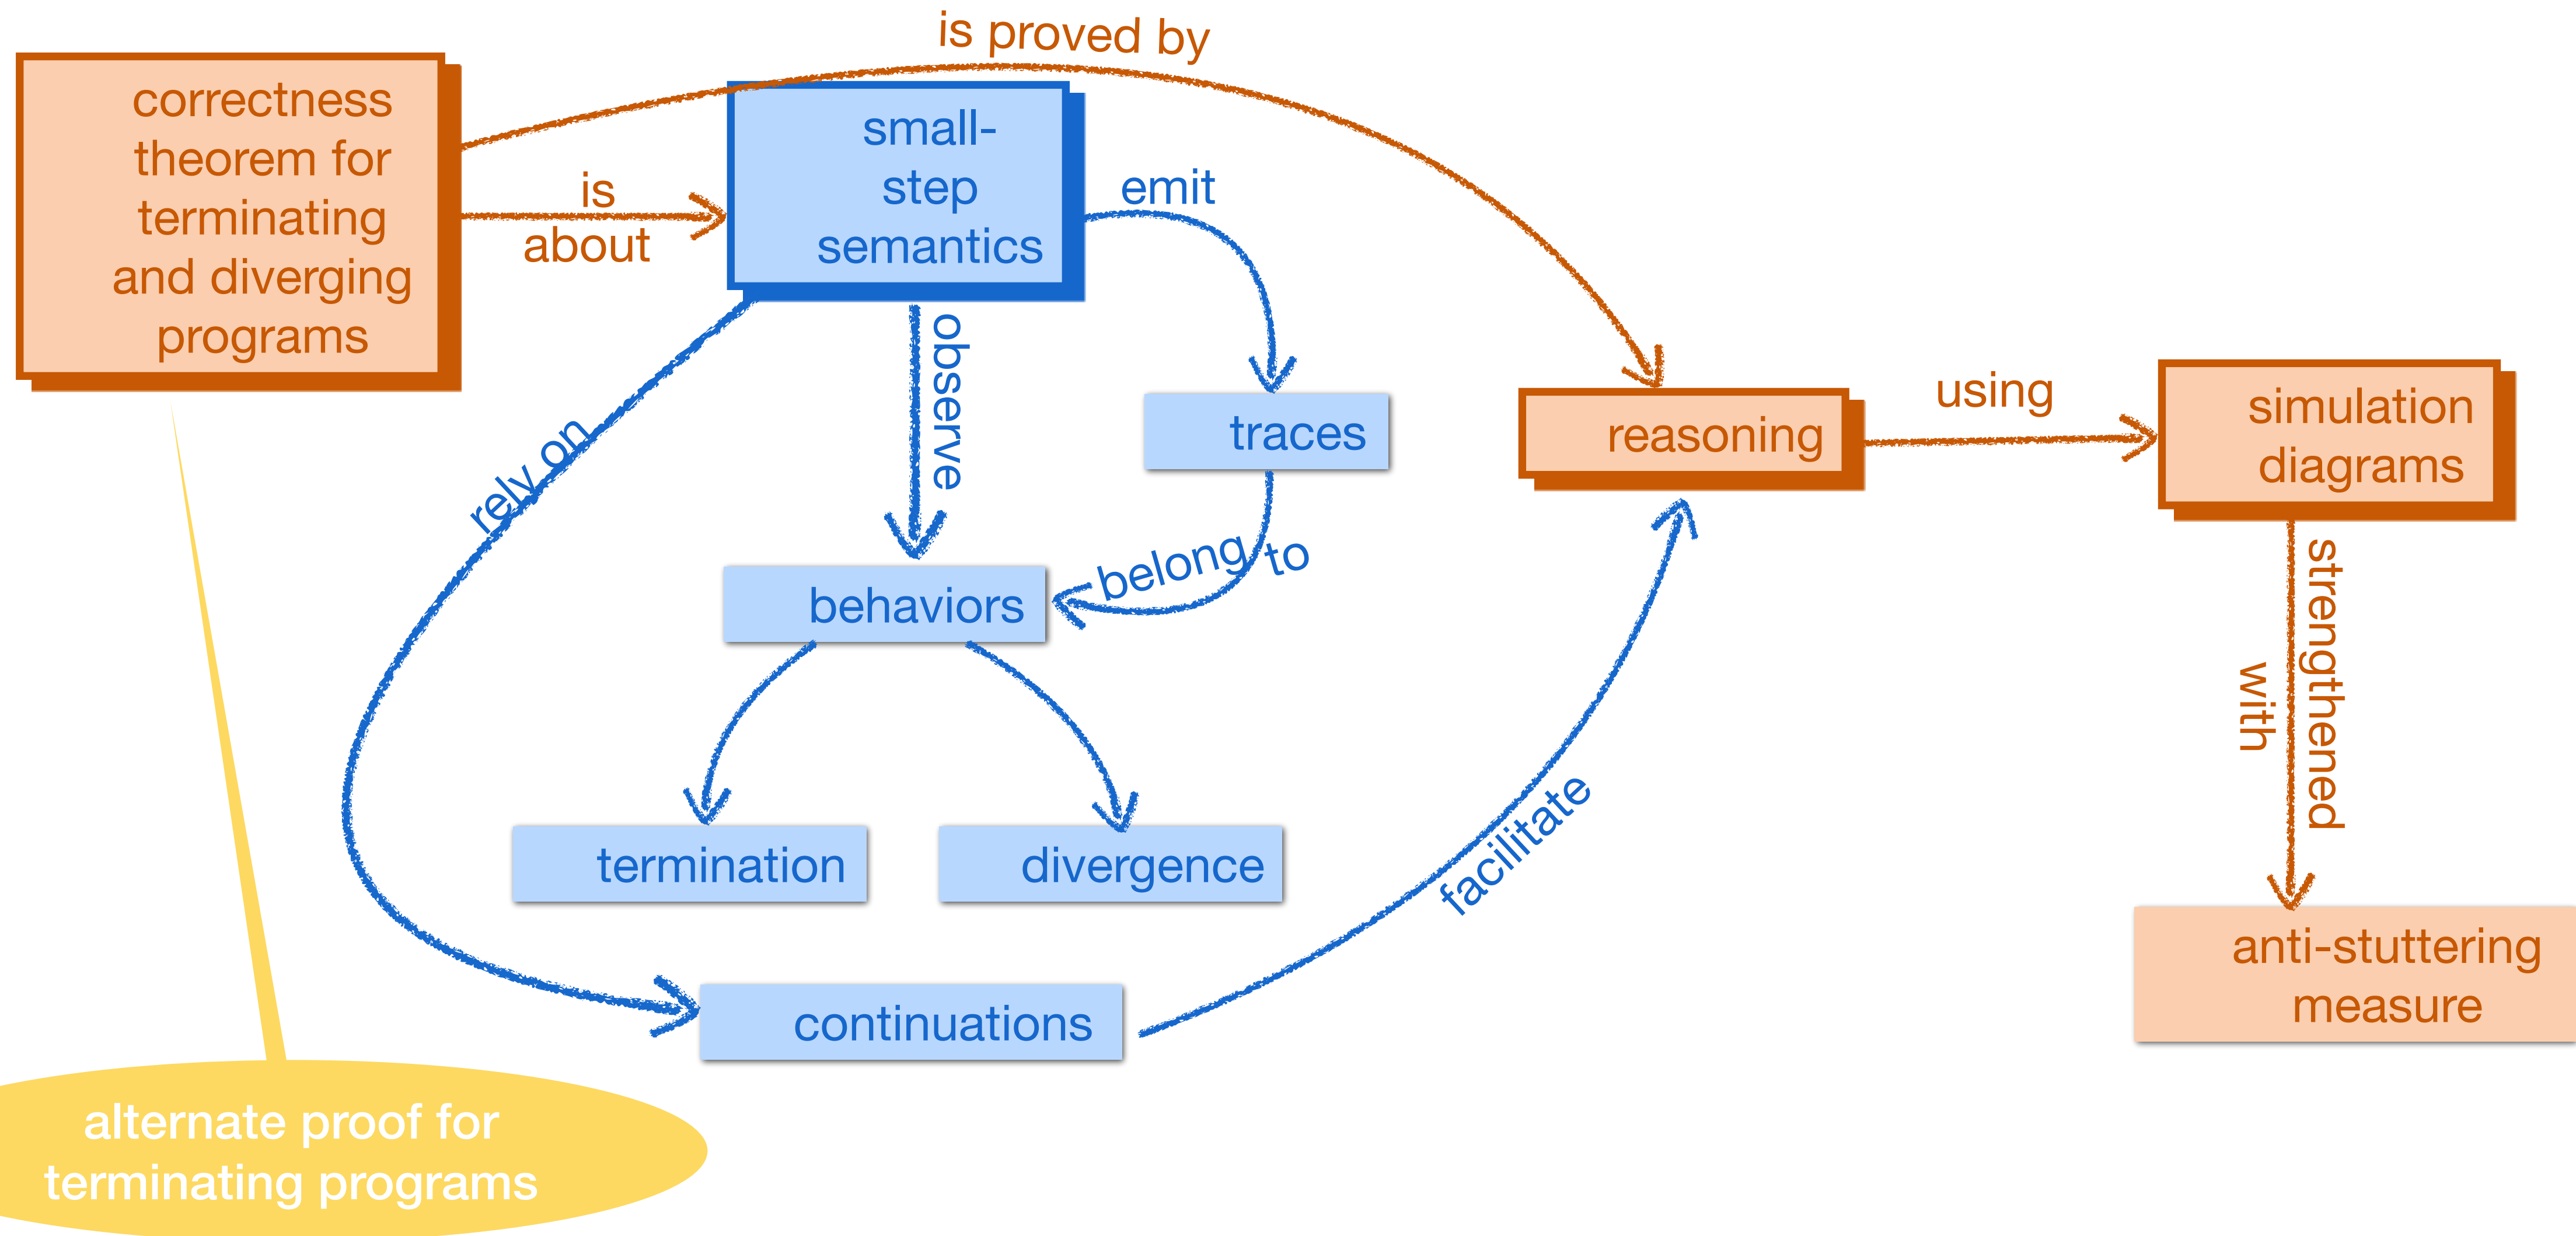 is proved by
correctness
theorem for
terminating
and diverging
programs
is
about
small-
step
semantics
emit
observe
rely on
traces
belong to
behaviors
termination
divergence
continuations
facilitate
reasoning
using
simulation
diagrams
strengthened
with
anti-stuttering
measure
alternate proof for
terminating programs